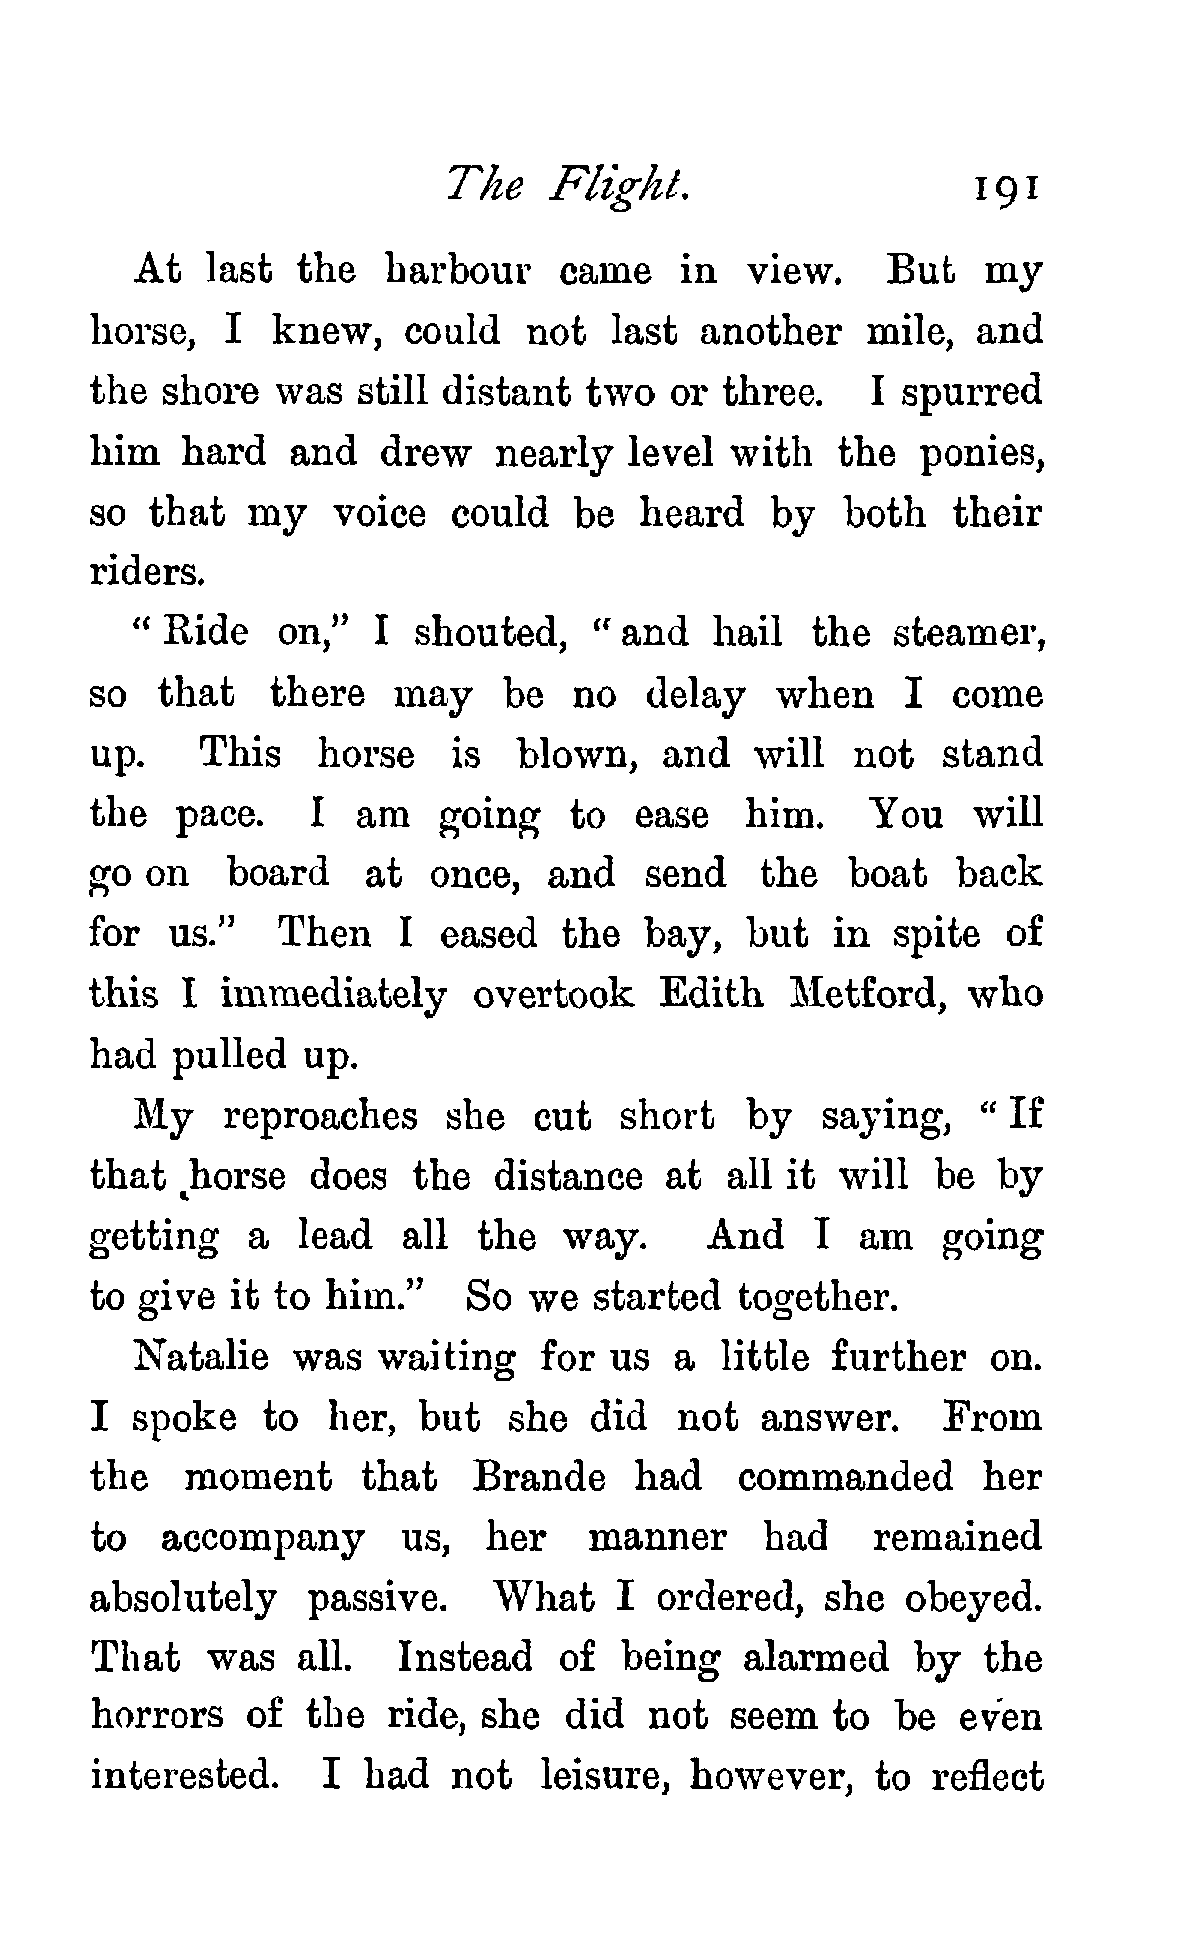 The Flight. 191
At last the harbour came in view. But my
horse, I knew, could not last another mile, and
the shore was still distant two or three. I spurred
him hard and drew nearly level with the ponies,
so that my voice could be heard by both their
riders.
“ Ride on,” I shouted, “ and hail the steamer,
so that there may be no delay when I come
up. This horse is blown, and will not stand
the pace. I am going to ease him. You will
go on board at once, and send the boat back
for us.” Then I eased the bay, but in spite of
this I immediately overtook Edith Metford, who
had pulled up.
My reproaches she cut short by saying, “ If
that horse does the distance at all it will be by
getting a lead all the way. And I am going
to give it to him.” So we started together.
Natalie was waiting for us a little further on.
I spoke to her, but she did not answer. From
the moment that Brande had commanded her
to accompany us, her manner had remained
absolutely passive. What I ordered, she obeyed.
That was all. Instead of being alarmed by the
horrors of the ride, she did not seem to be even
interested. I had not leisure, however, to reflect